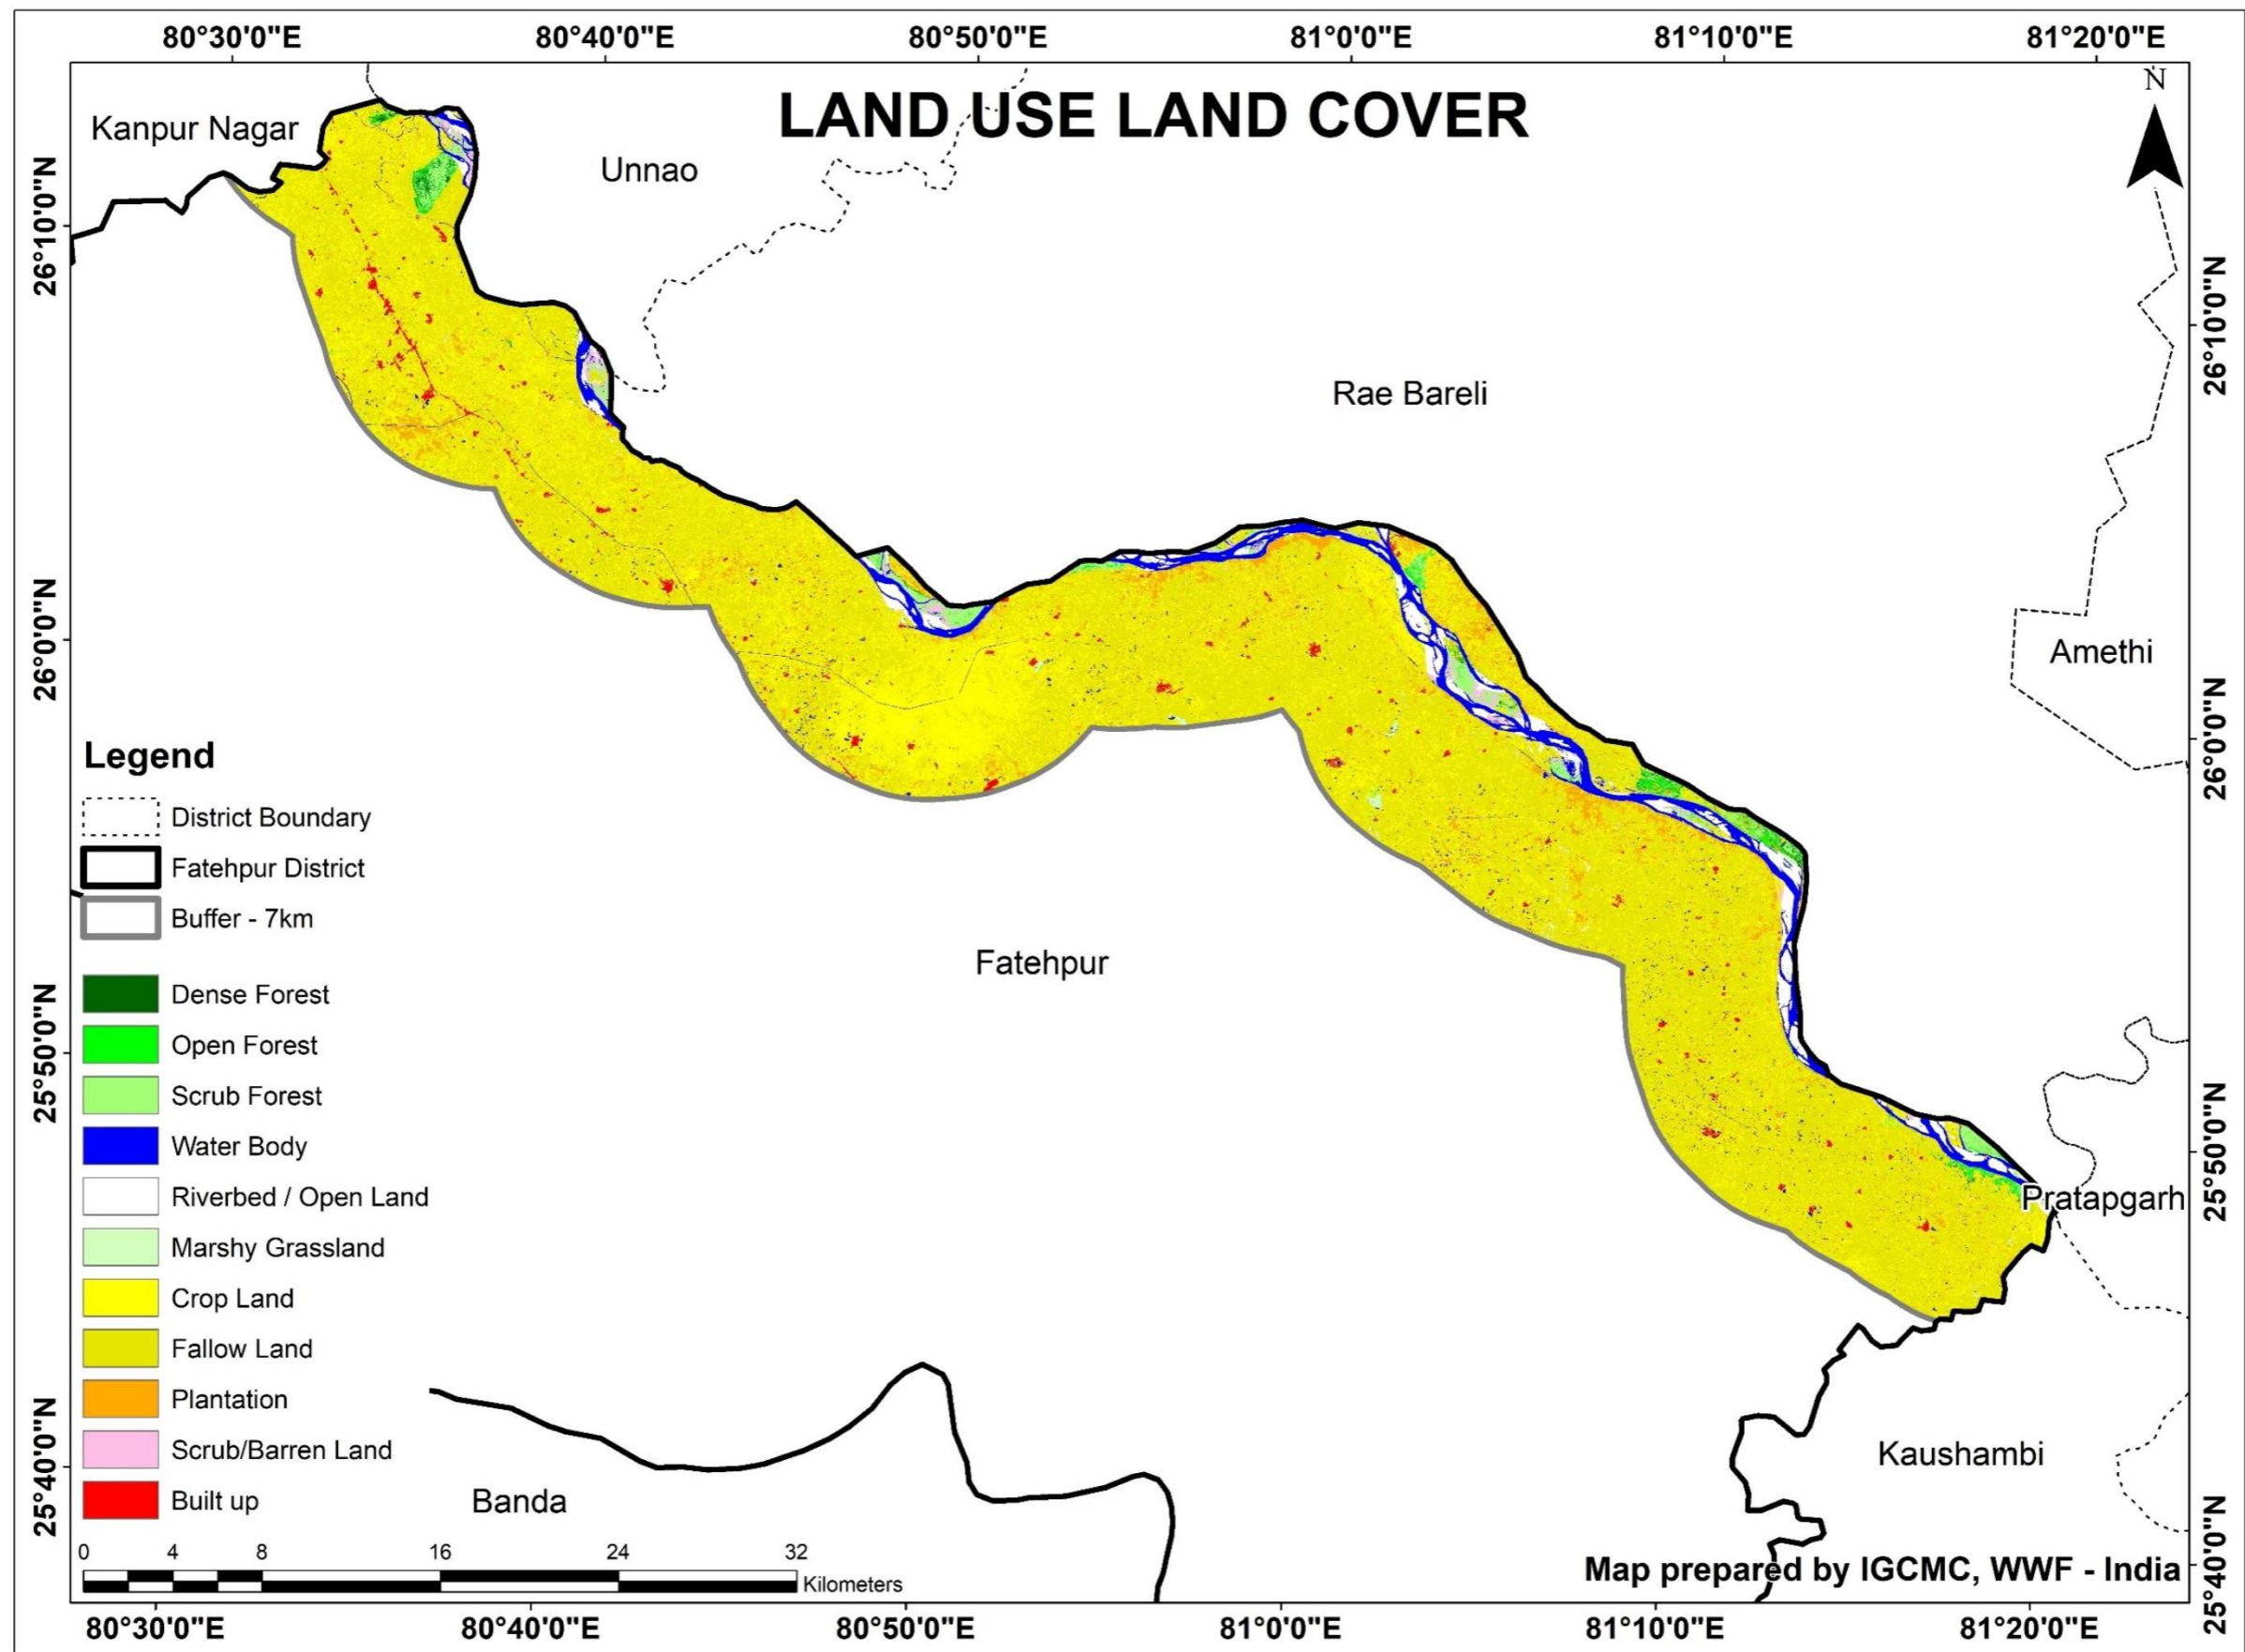 80°30'0"E 80°40'0"E 80°50'0"E 81°0'0"E 81°10'0"E 81°20'0"E
N
LAND USE LAND COVER
Kanpur Nagar
Unnao
26°10'0"N
26°10'0"N
Rae Bareli
26°0'0"N
Amethi
26°0'0"N
Legend
District Boundary
Fatehpur District
Buffer - 7km
Fatehpur
Dense Forest
Open Forest
Scrub Forest
Water Body
Riverbed / Open Land
Marshy Grassland
Crop Land
Fallow Land
Plantation
Scrub/Barren Land
Built up
25°50'0"N
25°50'0"N
Pratapgarh
25°40'0"N
Banda
Kaushambi
25°40'0"N
0 4 8 16 24 32
Kilometers
Map prepared by IGCMC, WWF - India
80°30'0"E 80°40'0"E 80°50'0"E 81°0'0"E 81°10'0"E 81°20'0"E